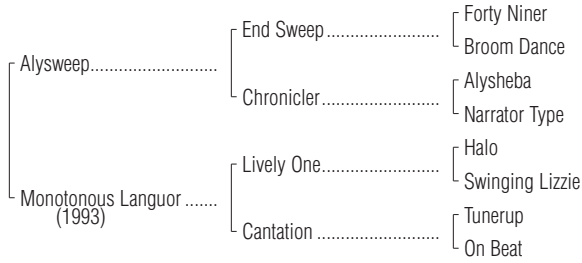 Forty Niner
End Sweep
Broom Dance
Alysweep
Alysheba
Chronicler
Narrator Type
Halo
Lively One
Swinging Lizzie
Monotonous Languor
(1993)
Tunerup
Cantation
On Beat